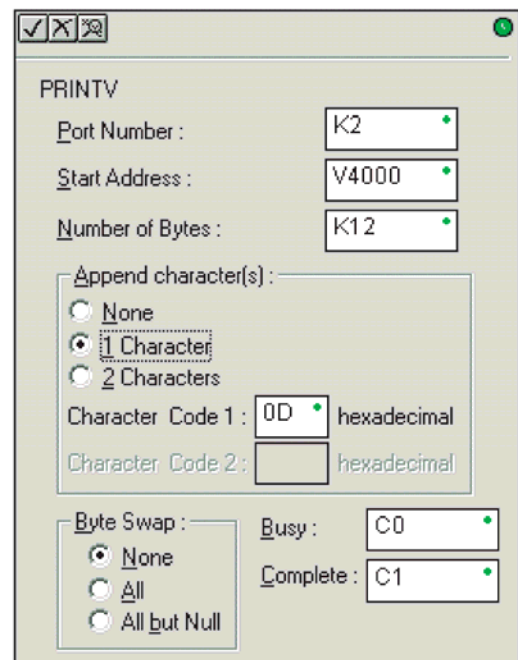 PRINTV
Port Number : K2
Start Address : V4000
Number of Bytes : K12
Append character(s) :
None
1 Character
2 Characters
Character Code 1 : 0D hexadecimal
Character Code 2 : hexadecimal
Byte Swap :
None
All
All but Null
Busy : C0
Complete : C1